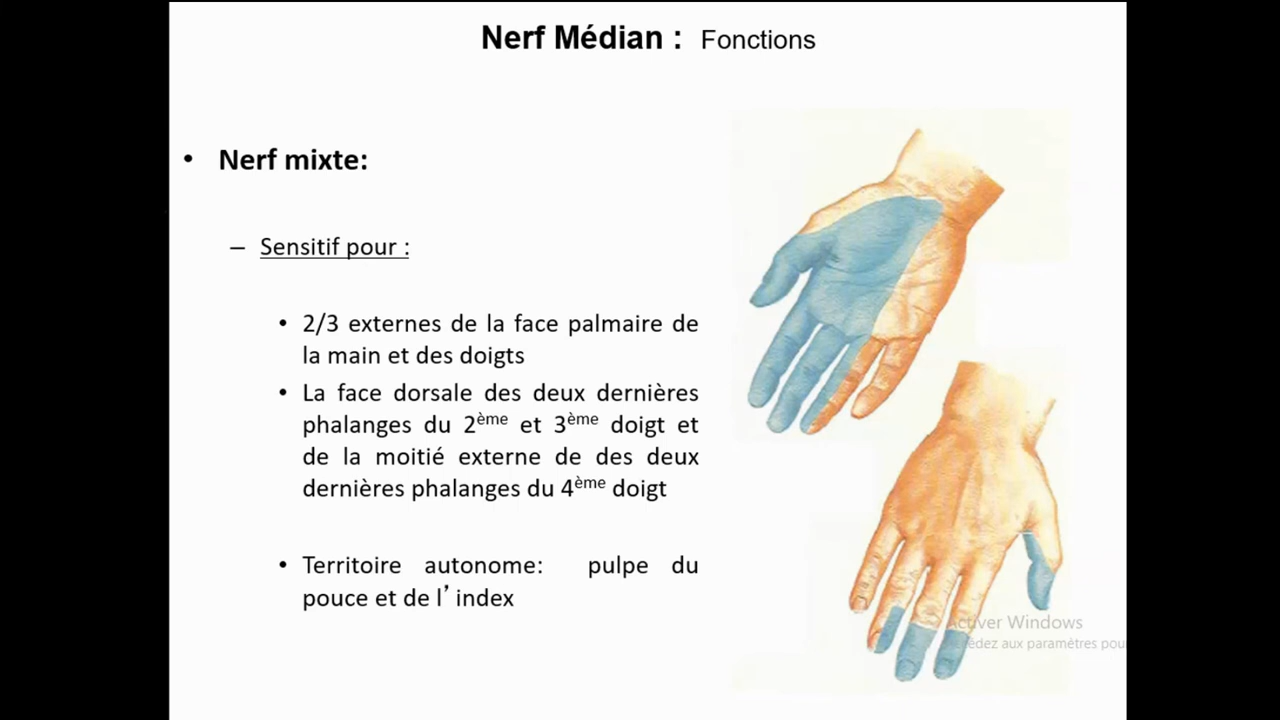 Nerf Médian : Fonctions
• Nerf mixte:
– Sensitif pour :
• 2/3 externes de la face palmaire de
la main et des doigts
• La face dorsale des deux dernières
phalanges du 2ème et 3ème doigt et
de la moitié externe de des deux
dernières phalanges du 4ème doigt
• Territoire autonome: pulpe du
pouce et de l’index
Activer Windows